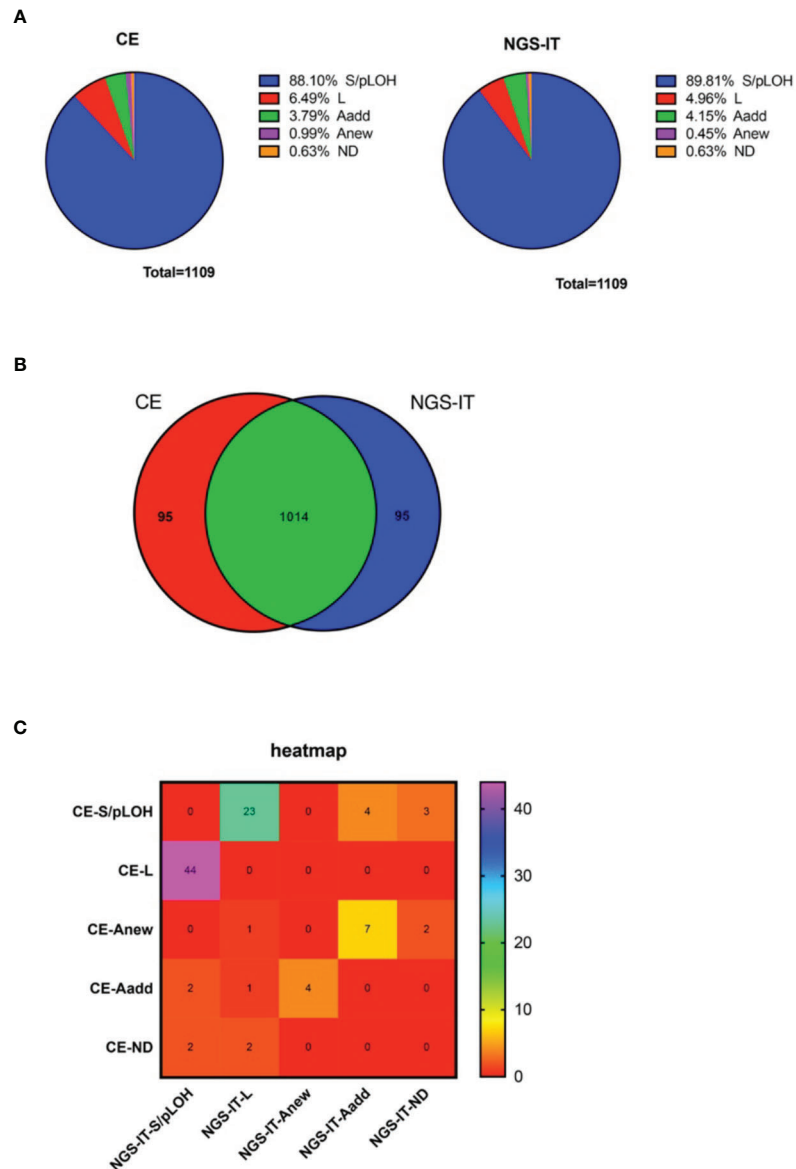 A
CE
88.10% S/pLOH
6.49% L
3.79% Aadd
0.99% Anew
0.63% ND
Total=1109
NGS-IT
89.81% S/pLOH
4.96% L
4.15% Aadd
0.45% Anew
0.63% ND
Total=1109
B
CE
NGS-IT
95
1014
95
C
heatmap
CE-S/pLOH 0 23 0 4 3
CE-L 44 0 0 0 0
CE-Anew 0 1 0 7 2
CE-Aadd 2 1 4 0 0
CE-ND 2 2 0 0 0
NGS-IT-S/pLOH
NGS-IT-L
NGS-IT-Anew
NGS-IT-Aadd
NGS-IT-ND
40
30
20
10
0